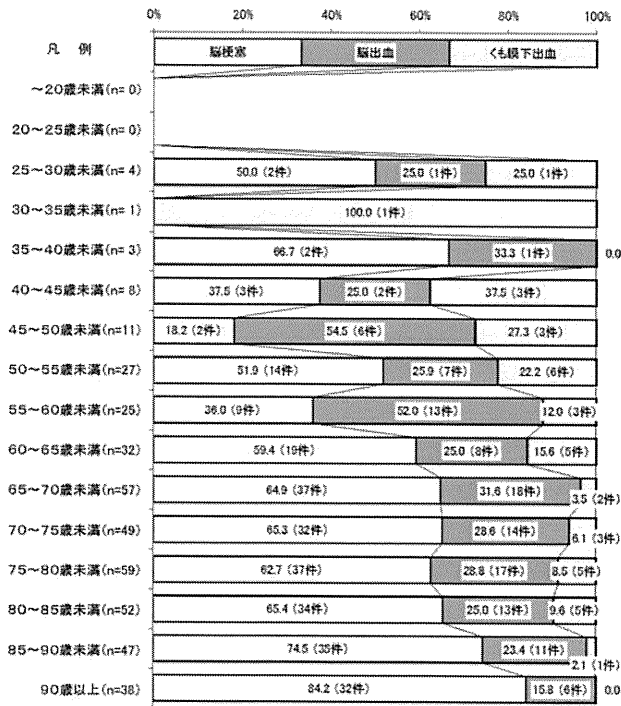 0% 20% 40% 60% 80% 100%
凡 例 脳梗塞 脳出血 くも膜下出血
～20歳未満(n= 0)
20～25歳未満(n= 0)
25～30歳未満(n= 4) 50.0 (2件) 25.0 (1件) 25.0 (1件)
30～35歳未満(n= 1) 100.0 (1件)
35～40歳未満(n= 3) 66.7 (2件) 33.3 (1件) 0.0
40～45歳未満(n= 8) 37.5 (3件) 25.0 (2件) 37.5 (3件)
45～50歳未満(n=11) 18.2 (2件) 54.5 (6件) 27.3 (3件)
50～55歳未満(n=27) 51.9 (14件) 25.9 (7件) 22.2 (6件)
55～60歳未満(n=25) 36.0 (9件) 52.0 (13件) 12.0 (3件)
60～65歳未満(n=32) 59.4 (19件) 25.0 (8件) 15.6 (5件)
65～70歳未満(n=57) 64.9 (37件) 31.6 (18件) 3.5 (2件)
70～75歳未満(n=49) 65.3 (32件) 28.6 (14件) 6.1 (3件)
75～80歳未満(n=59) 62.7 (37件) 28.8 (17件) 8.5 (5件)
80～85歳未満(n=52) 65.4 (34件) 25.0 (13件) 9.6 (5件)
85～90歳未満(n=47) 74.5 (35件) 23.4 (11件) 2.1 (1件)
90歳以上(n=38) 84.2 (32件) 15.8 (6件) 0.0